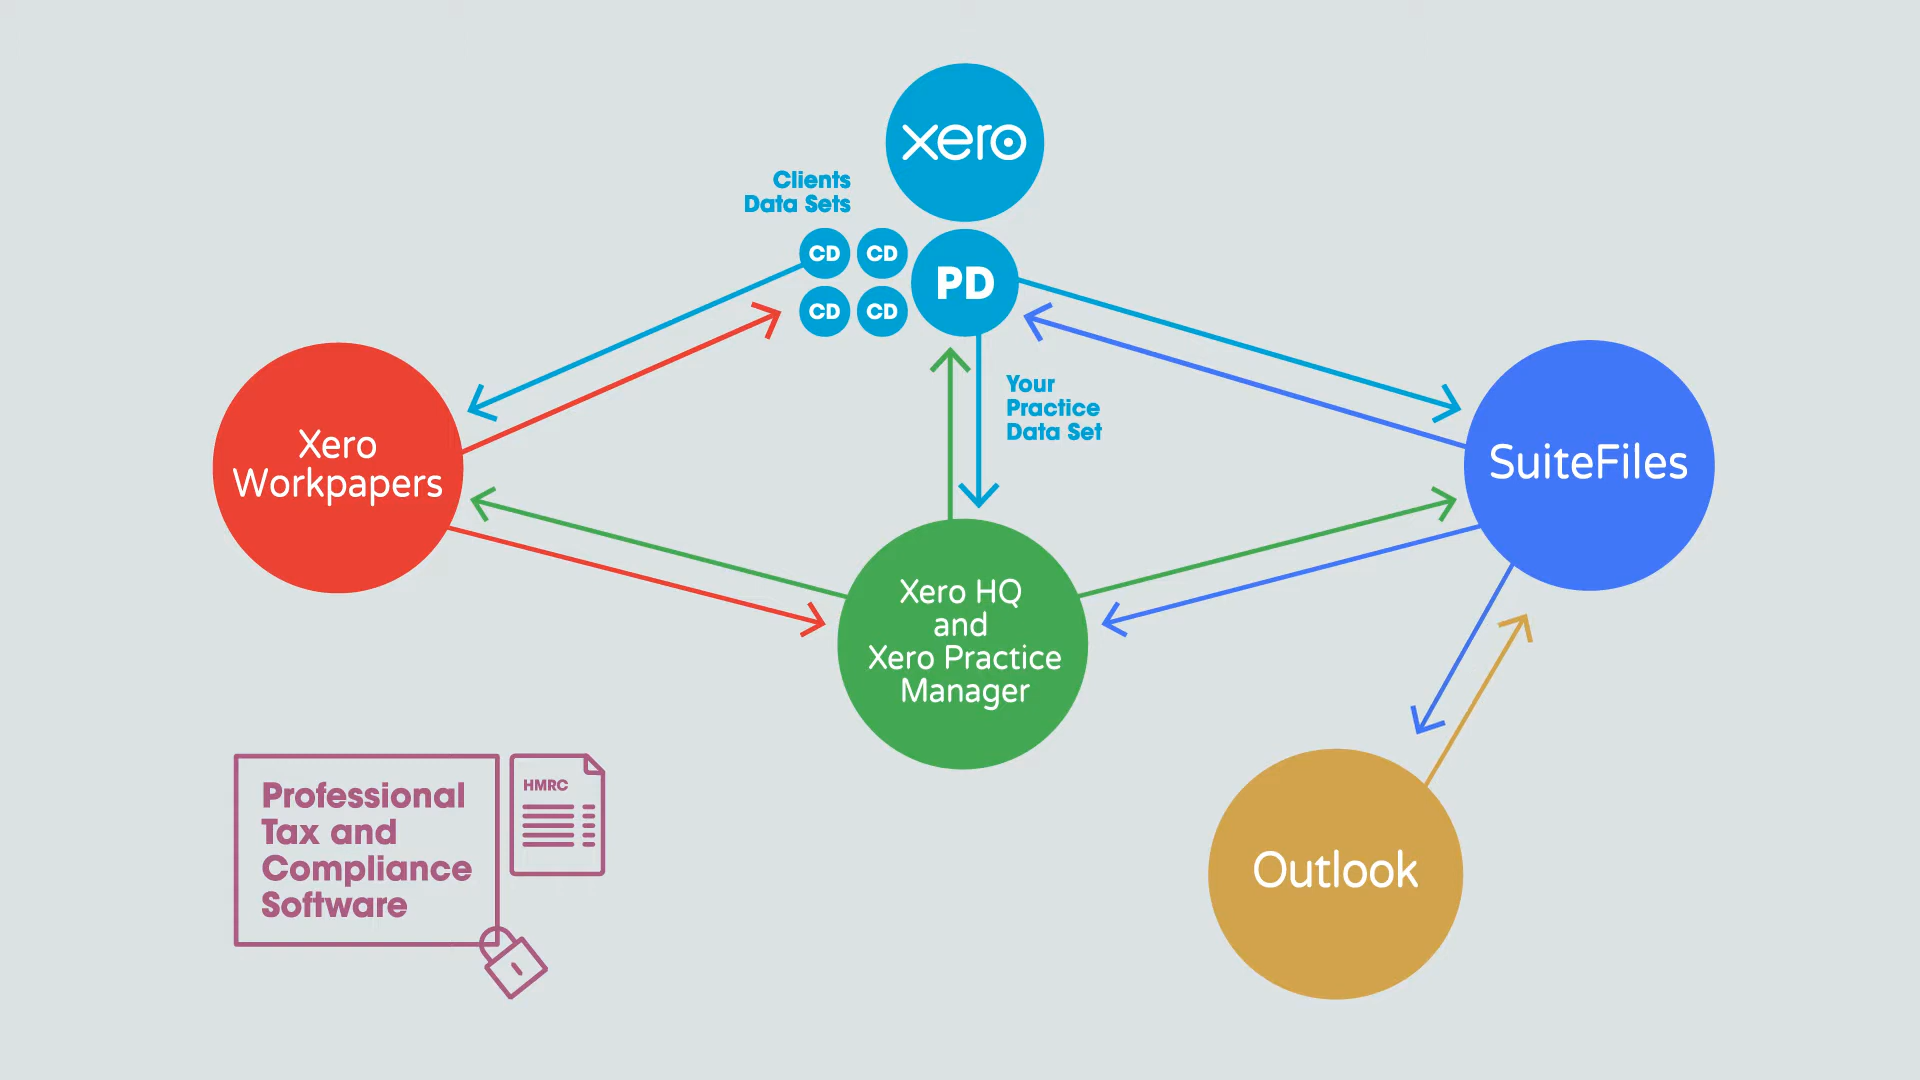 xero
Clients
Data Sets
CD CD
CD CD
PD
Your
Practice
Data Set
Xero
Workpapers
SuiteFiles
Xero HQ
and
Xero Practice
Manager
Professional
Tax and
Compliance
Software
HMRC
Outlook